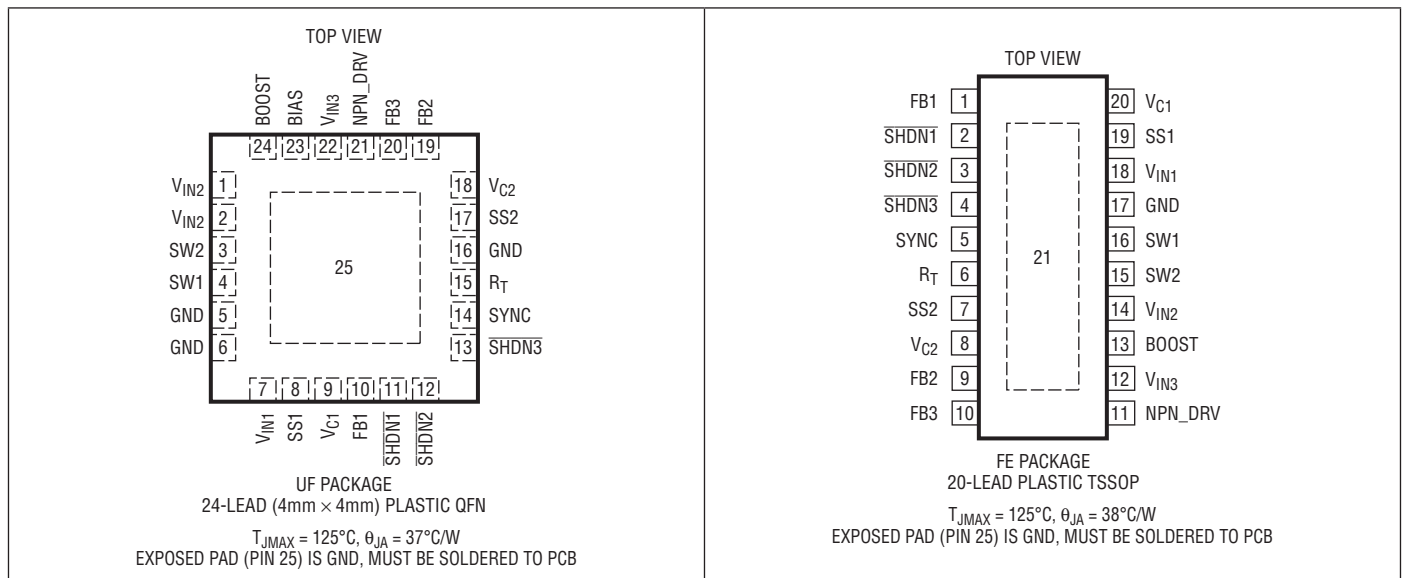 TOP VIEW
BOOST
BIAS
VIN3
NPN_DRV
FB3
FB2
24 23 22 21 20 19
VIN2 1
VIN2 2
SW2 3
SW1 4
GND 5
GND 6
25
18 VC2
17 SS2
16 GND
15 RT
14 SYNC
13 SHDN3
7 8 9 10 11 12
VIN1
SS1
VC1
FB1
SHDN1
SHDN2
UF PACKAGE
24-LEAD (4mm × 4mm) PLASTIC QFN
TJMAX = 125°C, θJA = 37°C/W
EXPOSED PAD (PIN 25) IS GND, MUST BE SOLDERED TO PCB
TOP VIEW
FB1 1
SHDN1 2
SHDN2 3
SHDN3 4
SYNC 5
RT 6
SS2 7
VC2 8
FB2 9
FB3 10
21
20 VC1
19 SS1
18 VIN1
17 GND
16 SW1
15 SW2
14 VIN2
13 BOOST
12 VIN3
11 NPN_DRV
FE PACKAGE
20-LEAD PLASTIC TSSOP
TJMAX = 125°C, θJA = 38°C/W
EXPOSED PAD (PIN 25) IS GND, MUST BE SOLDERED TO PCB